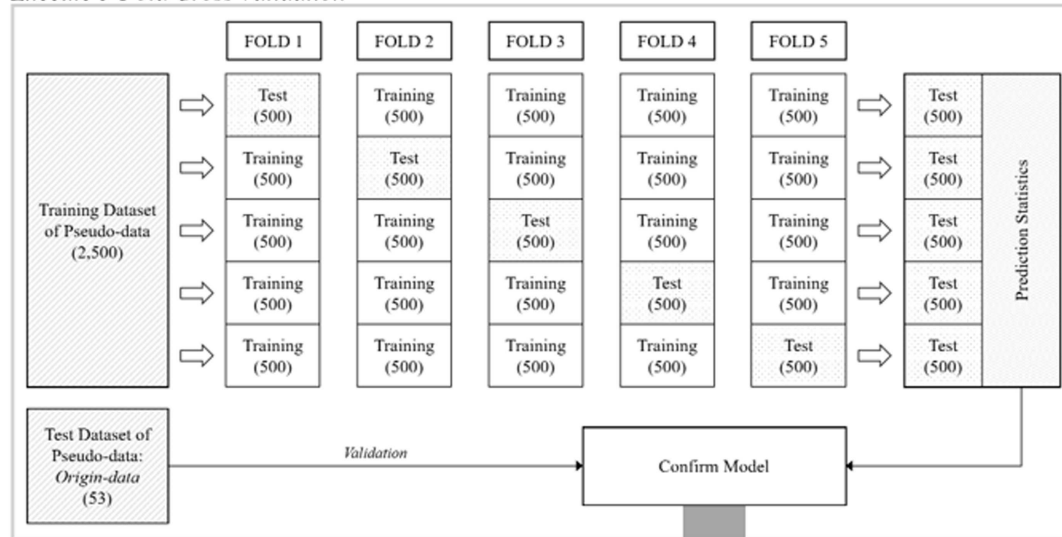 FOLD 1
FOLD 2
FOLD 3
FOLD 4
FOLD 5
Training Dataset
of Pseudo-data
(2,500)
Test
(500)
Training
(500)
Training
(500)
Training
(500)
Training
(500)
Training
(500)
Test
(500)
Training
(500)
Training
(500)
Training
(500)
Training
(500)
Training
(500)
Test
(500)
Training
(500)
Training
(500)
Training
(500)
Training
(500)
Training
(500)
Test
(500)
Training
(500)
Training
(500)
Training
(500)
Training
(500)
Training
(500)
Test
(500)
Test
(500)
Test
(500)
Test
(500)
Test
(500)
Test
(500)
Prediction Statistics
Test Dataset of
Pseudo-data:
Origin-data
(53)
Validation
Confirm Model